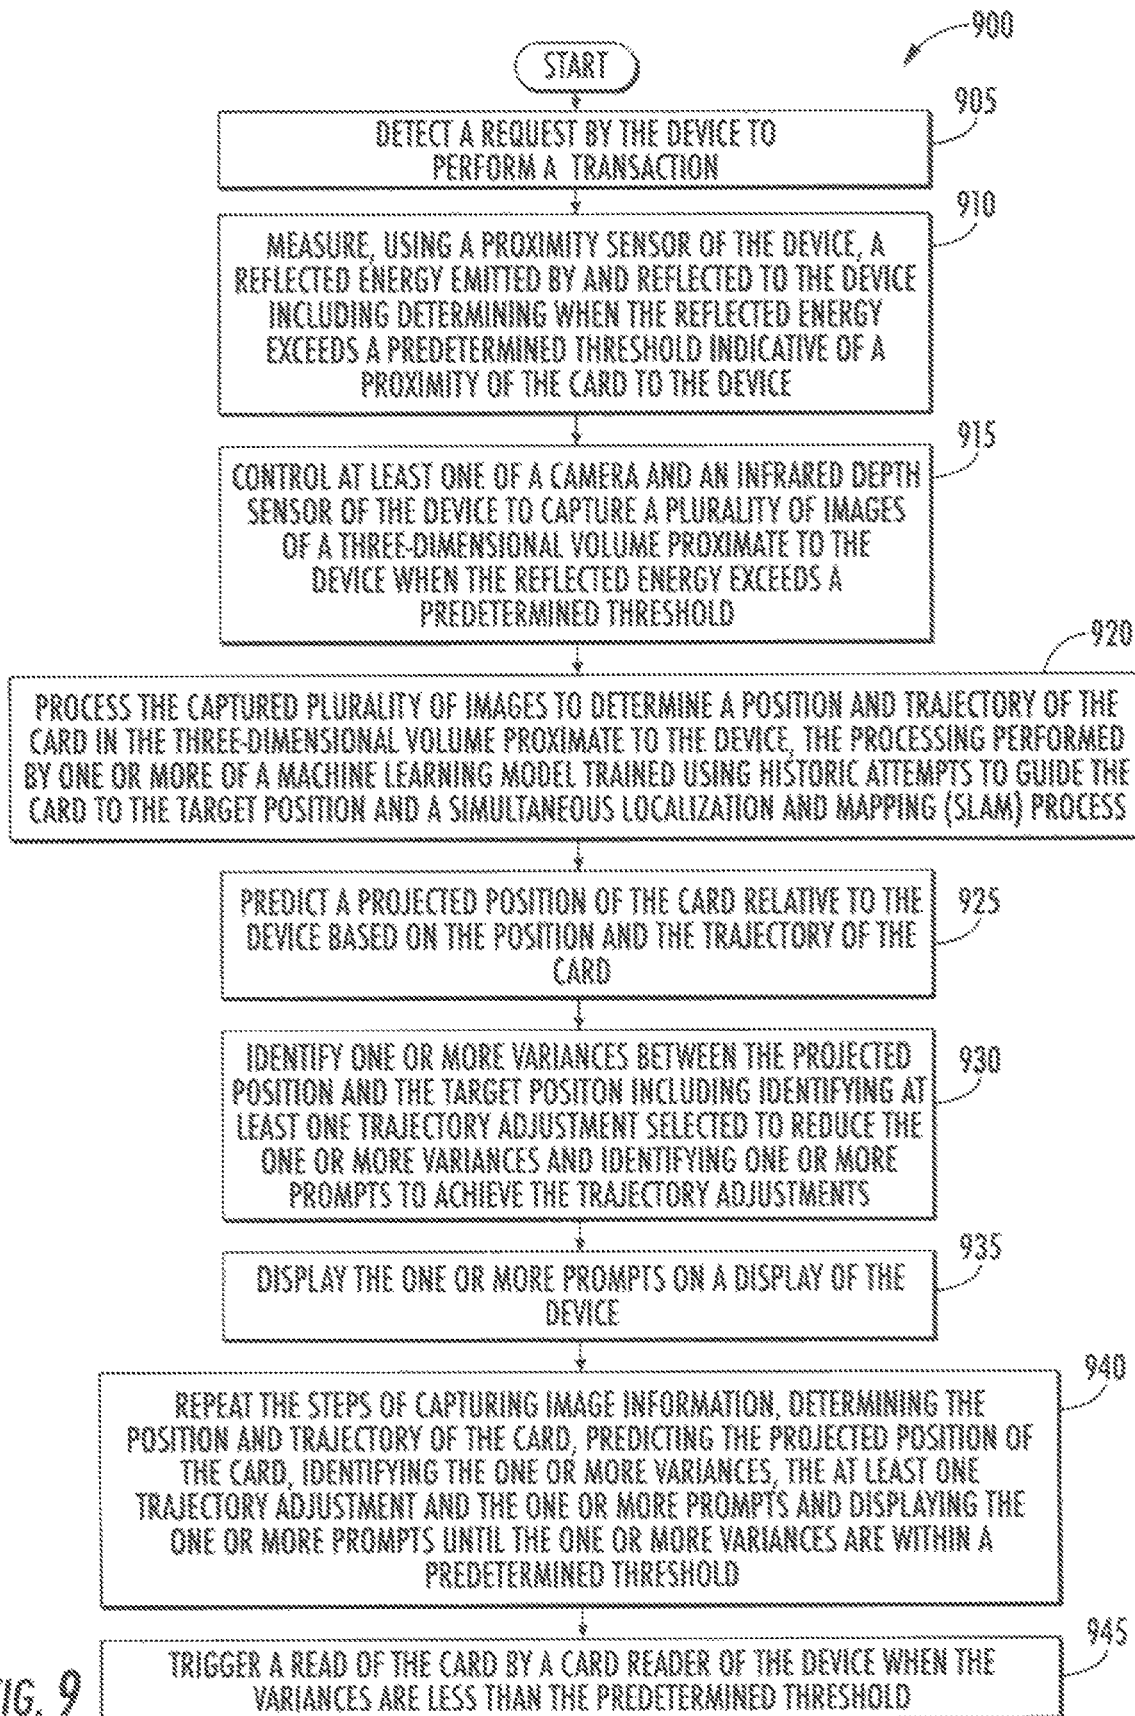 900
START
905
DETECT A REQUEST BY THE DEVICE TO
PERFORM A TRANSACTION
910
MEASURE, USING A PROXIMITY SENSOR OF THE DEVICE, A
REFLECTED ENERGY EMITTED BY AND REFLECTED TO THE DEVICE
INCLUDING DETERMINING WHEN THE REFLECTED ENERGY
EXCEEDS A PREDETERMINED THRESHOLD INDICATIVE OF A
PROXIMITY OF THE CARD TO THE DEVICE
915
CONTROL AT LEAST ONE OF A CAMERA AND AN INFRARED DEPTH
SENSOR OF THE DEVICE TO CAPTURE A PLURALITY OF IMAGES
OF A THREE-DIMENSIONAL VOLUME PROXIMATE TO THE
DEVICE WHEN THE REFLECTED ENERGY EXCEEDS A
PREDETERMINED THRESHOLD
920
PROCESS THE CAPTURED PLURALITY OF IMAGES TO DETERMINE A POSITION AND TRAJECTORY OF THE
CARD IN THE THREE-DIMENSIONAL VOLUME PROXIMATE TO THE DEVICE, THE PROCESSING PERFORMED
BY ONE OR MORE OF A MACHINE LEARNING MODEL TRAINED USING HISTORIC ATTEMPTS TO GUIDE THE
CARD TO THE TARGET POSITION AND A SIMULTANEOUS LOCALIZATION AND MAPPING (SLAM) PROCESS
PREDICT A PROJECTED POSITION OF THE CARD RELATIVE TO THE
DEVICE BASED ON THE POSITION AND THE TRAJECTORY OF THE
CARD
925
IDENTIFY ONE OR MORE VARIANCES BETWEEN THE PROJECTED
POSITION AND THE TARGET POSITON INCLUDING IDENTIFYING AT
LEAST ONE TRAJECTORY ADJUSTMENT SELECTED TO REDUCE THE
ONE OR MORE VARIANCES AND IDENTIFYING ONE OR MORE
PROMPTS TO ACHIEVE THE TRAJECTORY ADJUSTMENTS
930
935
DISPLAY THE ONE OR MORE PROMPTS ON A DISPLAY OF THE
DEVICE
940
REPEAT THE STEPS OF CAPTURING IMAGE INFORMATION, DETERMINING THE
POSITION AND TRAJECTORY OF THE CARD, PREDICTING THE PROJECTED POSITION OF
THE CARD, IDENTIFYING THE ONE OR MORE VARIANCES, THE AT LEAST ONE
TRAJECTORY ADJUSTMENT AND THE ONE OR MORE PROMPTS AND DISPLAYING THE
ONE OR MORE PROMPTS UNTIL THE ONE OR MORE VARIANCES ARE WITHIN A
PREDETERMINED THRESHOLD
945
TRIGGER A READ OF THE CARD BY A CARD READER OF THE DEVICE WHEN THE
VARIANCES ARE LESS THAN THE PREDETERMINED THRESHOLD
IG. 9